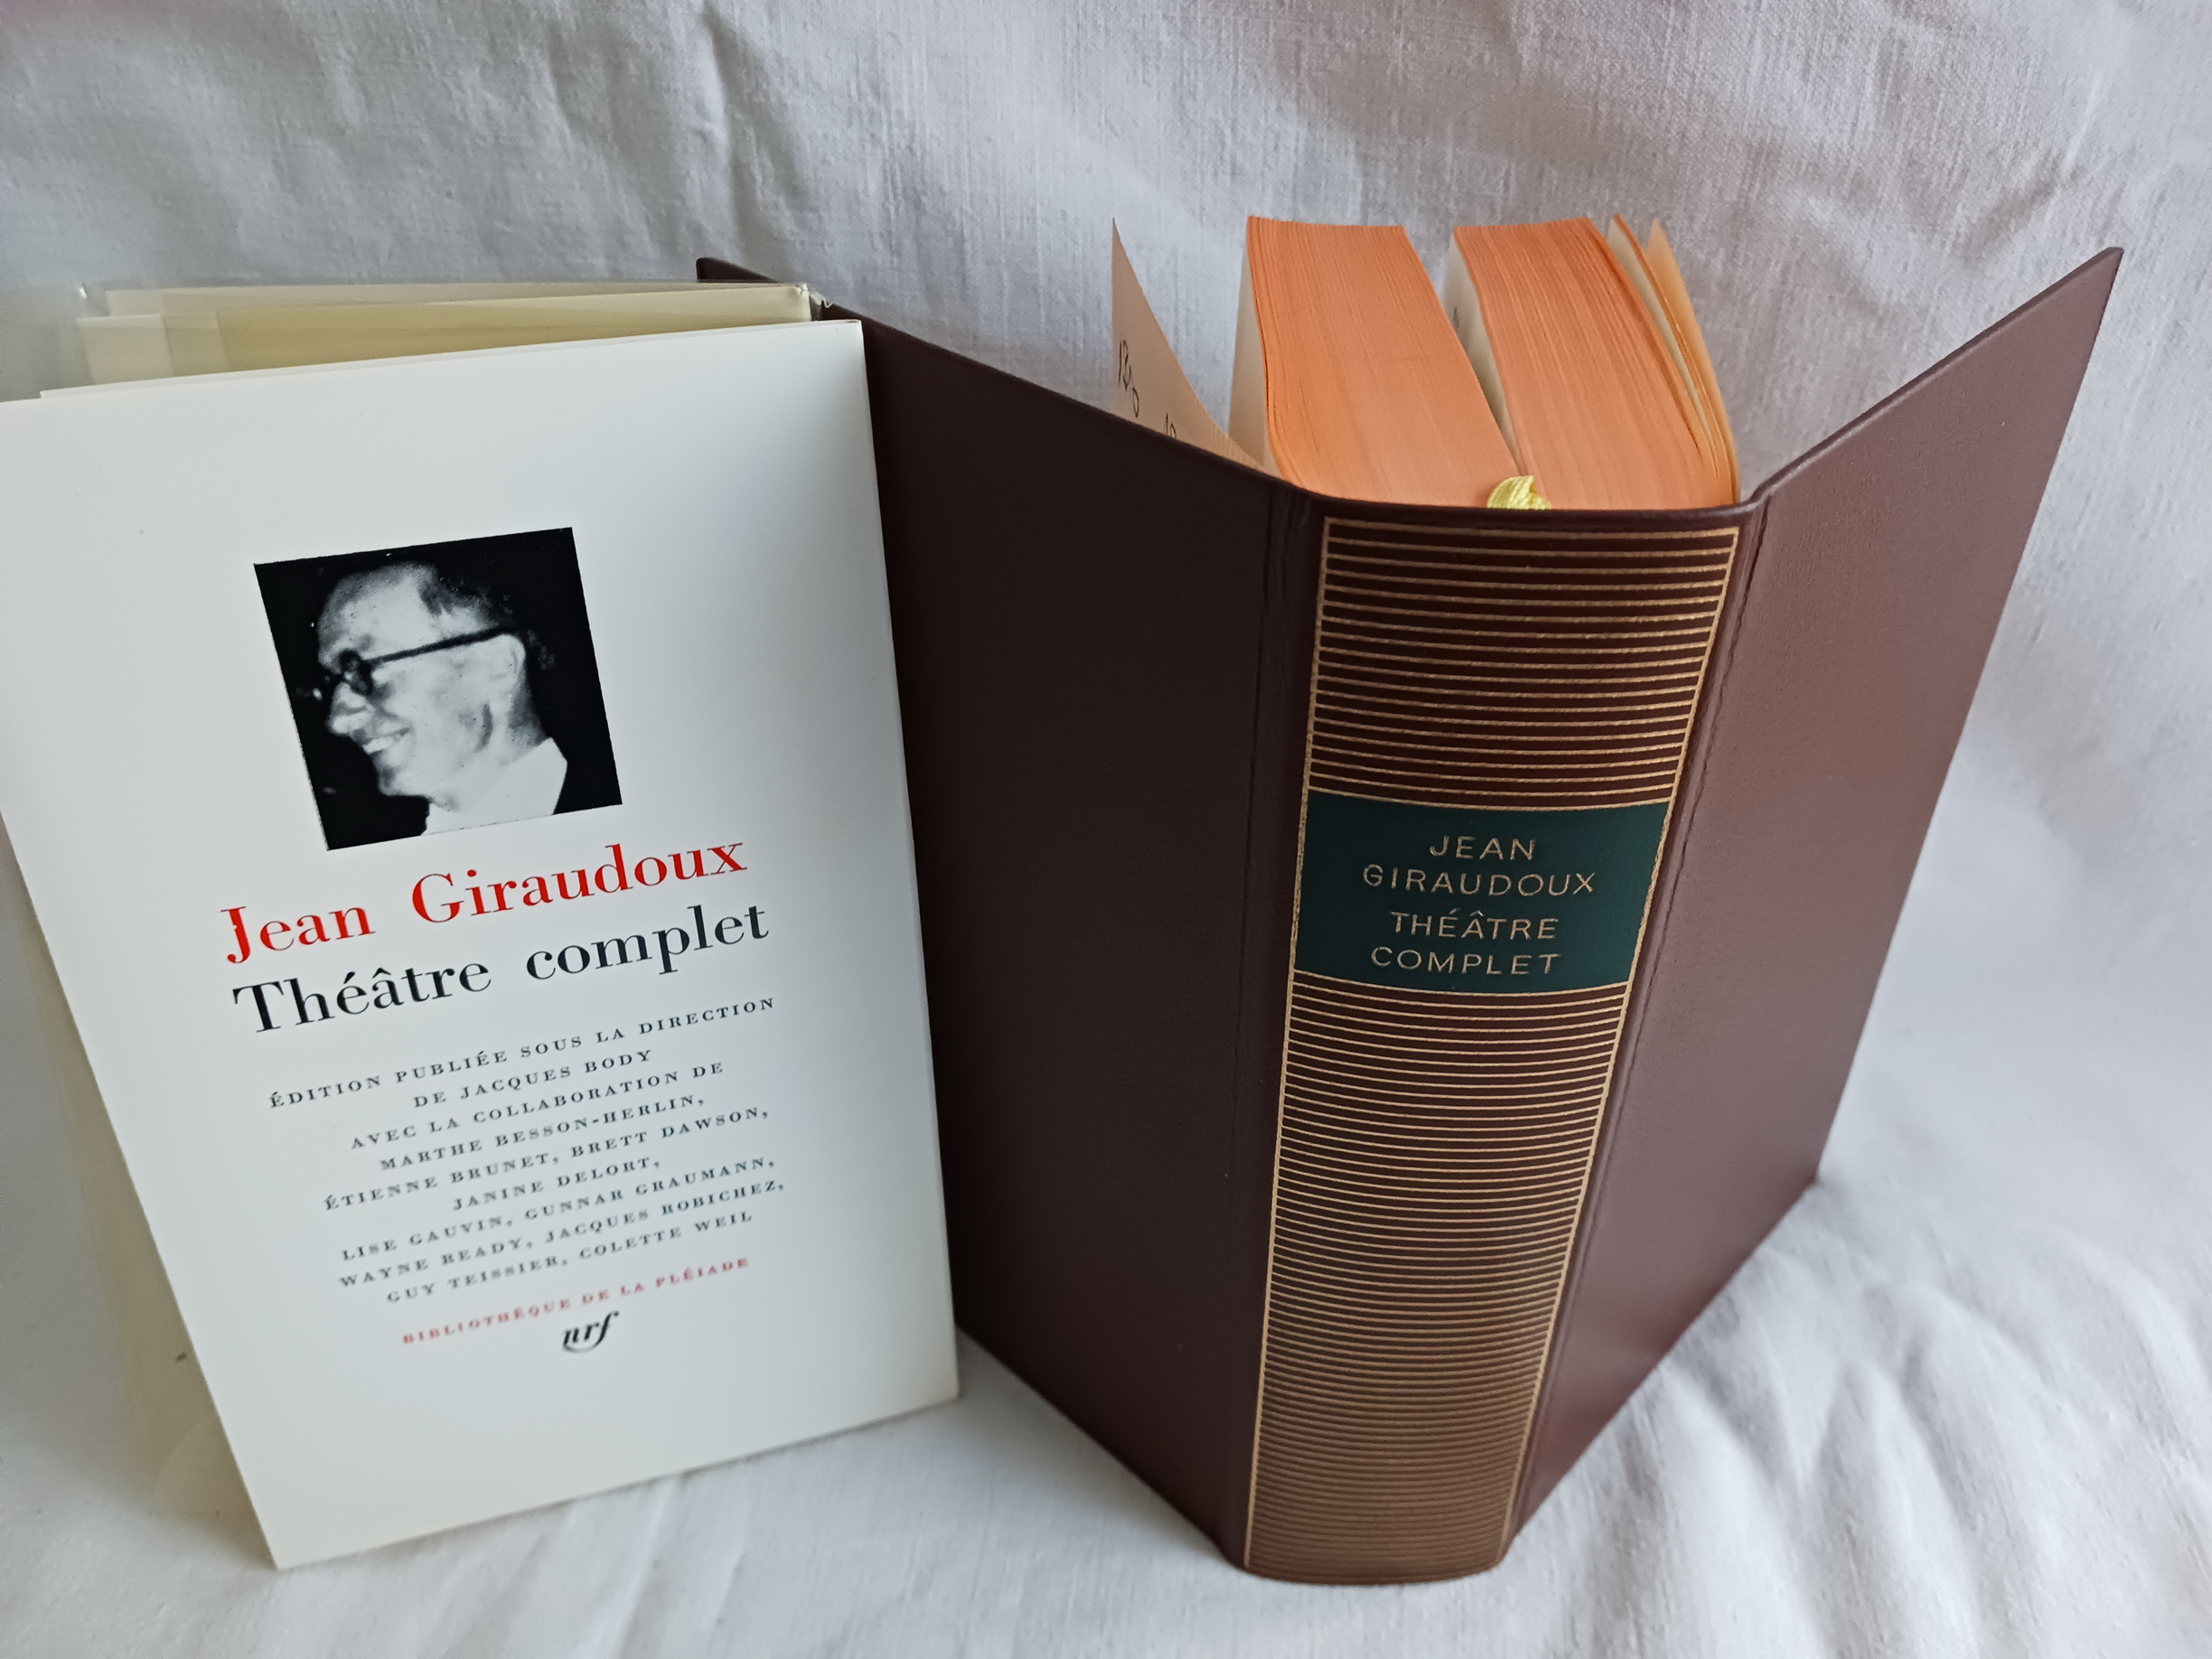 Jean Giraudoux
Théâtre complet
ÉDITION PUBLIÉE SOUS LA DIRECTION
DE JACQUES BODY
AVEC LA COLLABORATION DE
MARTHE BESSON-HERLIN,
ÉTIENNE BRUNET, BRETT DAWSON,
JANINE DELORT,
LISE GAUVIN, GUNNAR GRAUMANN,
WAYNE READY, JACQUES ROBICHEZ,
GUY TEISSIER, COLETTE WEIL
BIBLIOTHÈQUE DE LA PLÉIADE
nrf
JEAN
GIRAUDOUX
THÉÂTRE
COMPLET